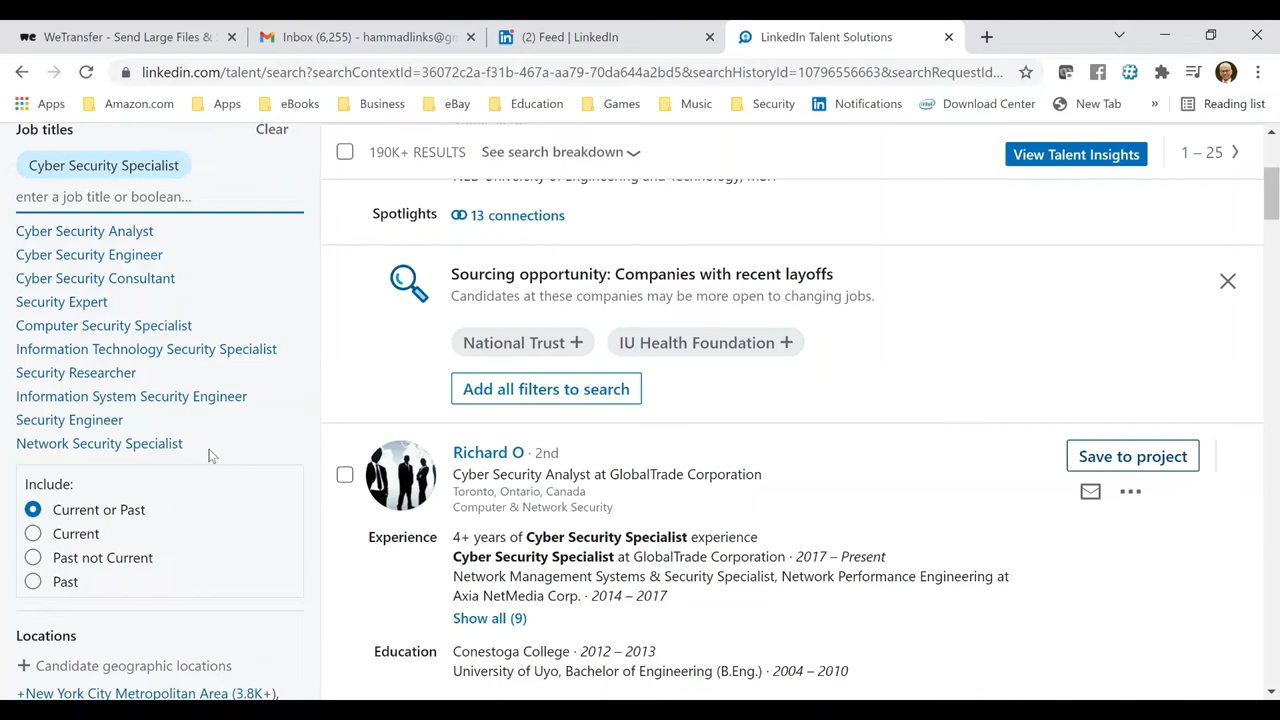 WeTransfer - Send Large Files & S
Inbox (6,255) - hammadlinks@gm
(2) Feed | LinkedIn
LinkedIn Talent Solutions
linkedin.com/talent/search?searchContextId=36072c2a-f31b-467a-aa79-70da644a2bd5&searchHistoryId=10796556663&searchRequestId...
Apps
Amazon.com
Apps
eBooks
Business
eBay
Education
Games
Music
Security
Notifications
Download Center
New Tab
»
Reading list
Job titles
Clear
Cyber Security Specialist
enter a job title or boolean...
Cyber Security Analyst
Cyber Security Engineer
Cyber Security Consultant
Security Expert
Computer Security Specialist
Information Technology Security Specialist
Security Researcher
Information System Security Engineer
Security Engineer
Network Security Specialist
Include:
Current or Past
Current
Past not Current
Past
Locations
+ Candidate geographic locations
+New York City Metropolitan Area (3.8K+),
190K+ RESULTS
See search breakdown
View Talent Insights
1 – 25
NED University of Engineering and Technology,
Spotlights
13 connections
Sourcing opportunity: Companies with recent layoffs
Candidates at these companies may be more open to changing jobs.
National Trust +
IU Health Foundation +
Add all filters to search
Richard O · 2nd
Cyber Security Analyst at GlobalTrade Corporation
Toronto, Ontario, Canada
Computer & Network Security
Save to project
Experience
4+ years of Cyber Security Specialist experience
Cyber Security Specialist at GlobalTrade Corporation · 2017 – Present
Network Management Systems & Security Specialist, Network Performance Engineering at
Axia NetMedia Corp. · 2014 – 2017
Show all (9)
Education
Conestoga College · 2012 – 2013
University of Uyo, Bachelor of Engineering (B.Eng.) · 2004 – 2010